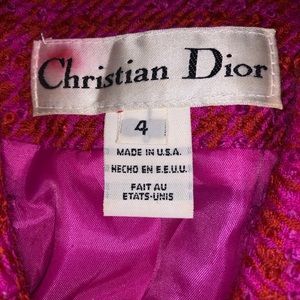 Christian Dior
4
MADE IN U.S.A.
HECHO EN E.E.U.U.
FAIT AU
ETATS-UNIS